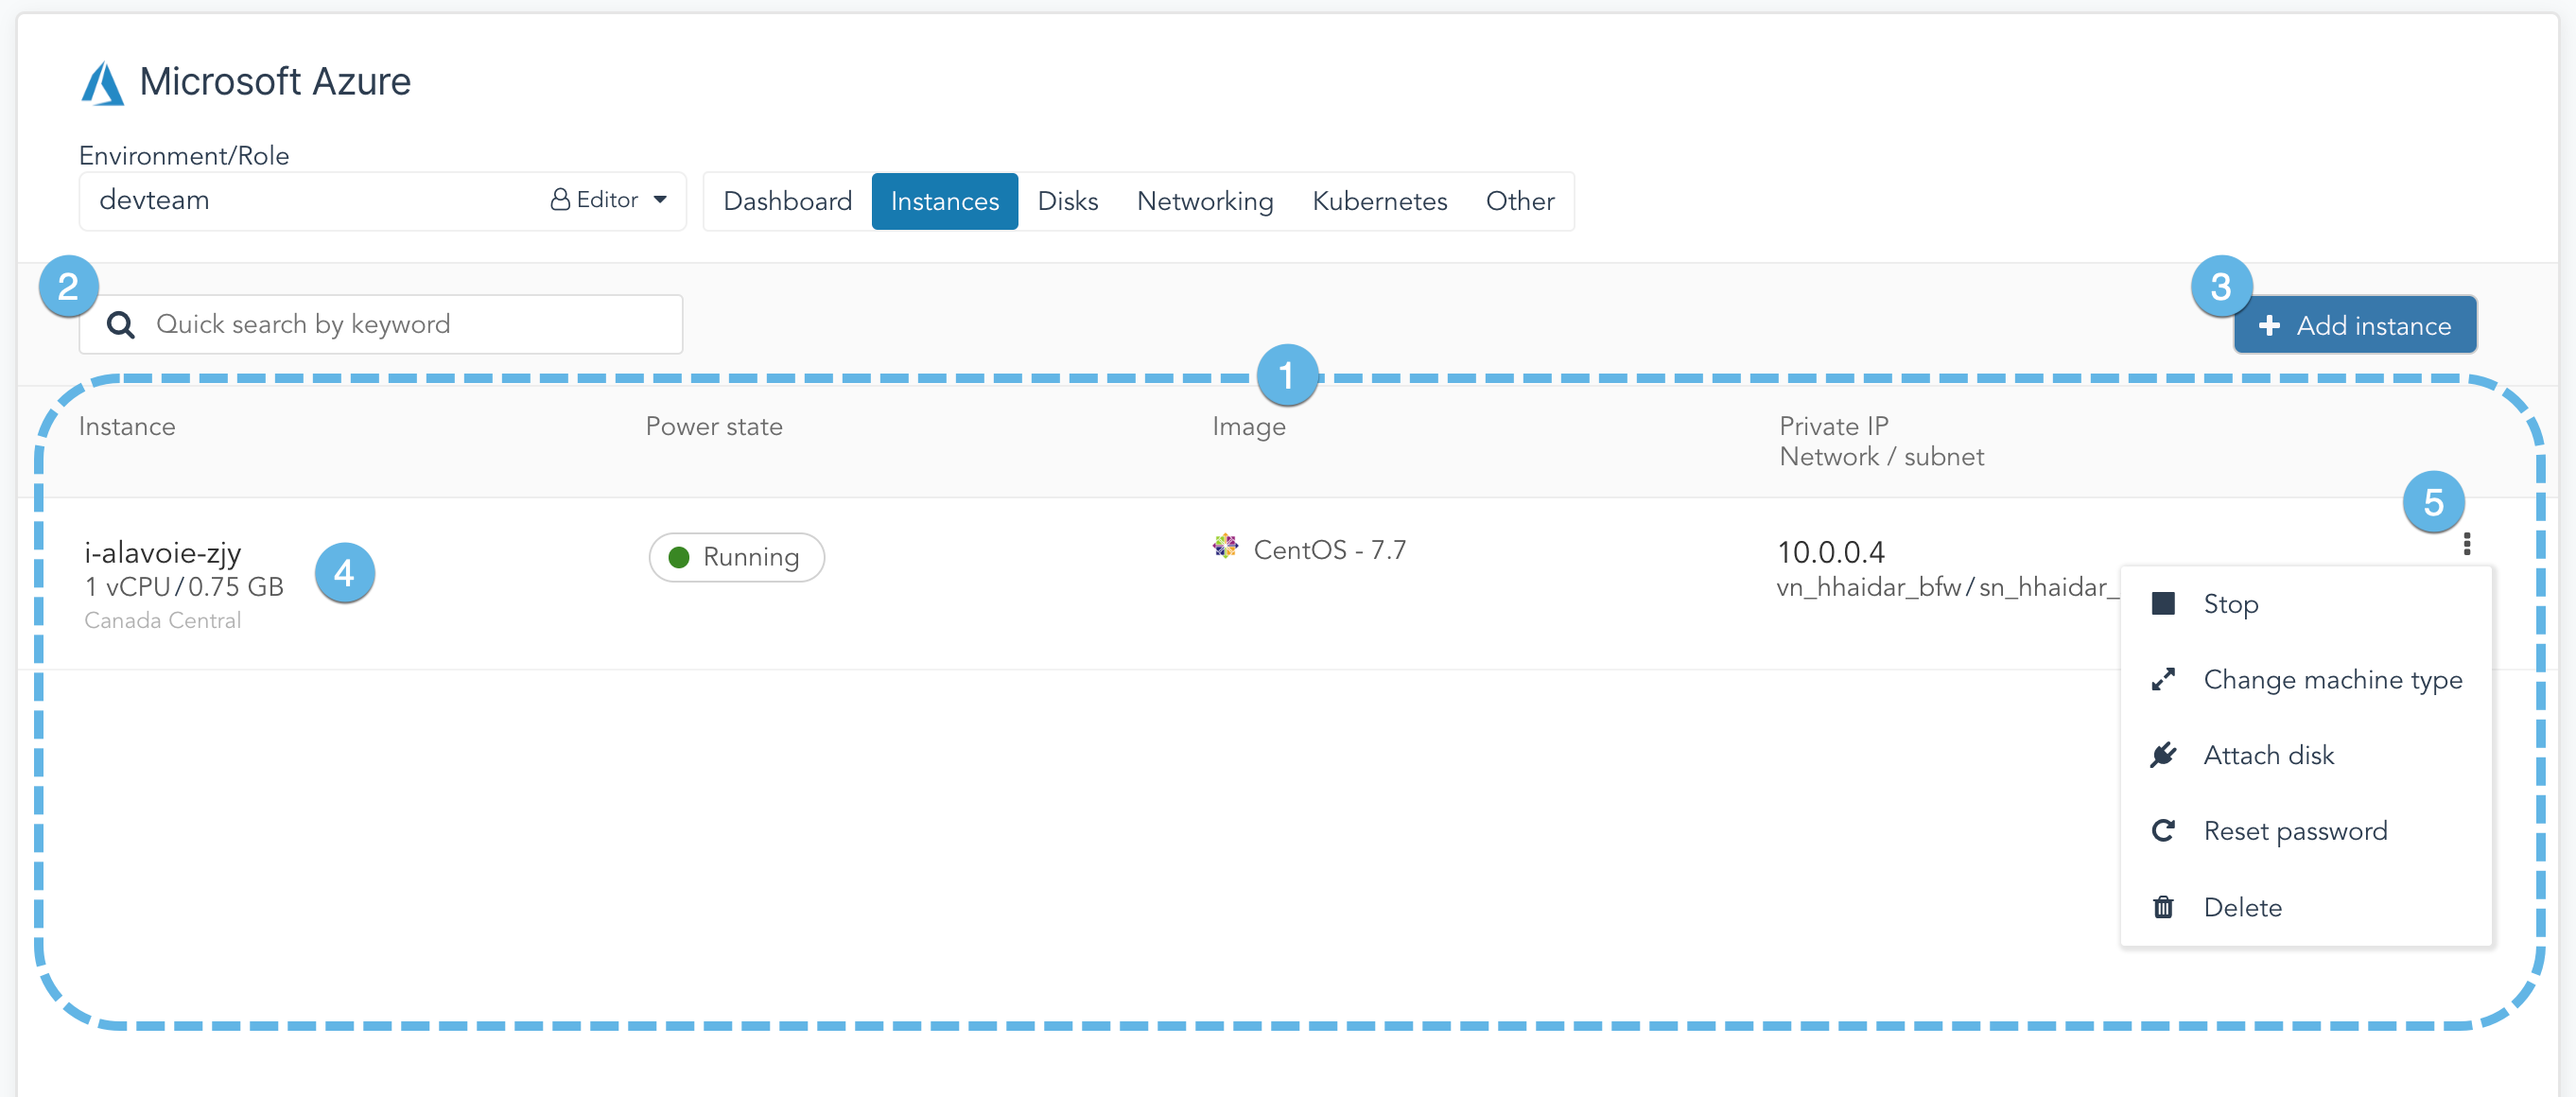 Microsoft Azure
Environment/Role
devteam Editor Dashboard Instances Disks Networking Kubernetes Other
2
3
Quick search by keyword
+ Add instance
1
Instance Power state Image Private IP
Network / subnet
5
i-alavoie-zjy Running CentOS - 7.7 10.0.0.4
1 vCPU/0.75 GB 4 vn_hhaidar_bfw/sn_hhaidar_
Canada Central
Stop
Change machine type
Attach disk
Reset password
Delete